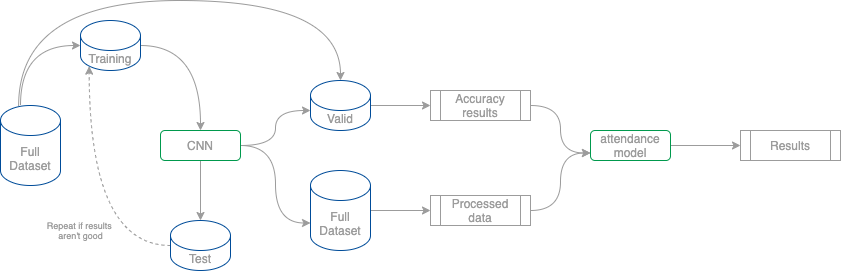 Training
Valid
Accuracy
results
attendance
model
Results
CNN
Full
Dataset
Full
Dataset
Processed
data
Repeat if results
aren't good
Test